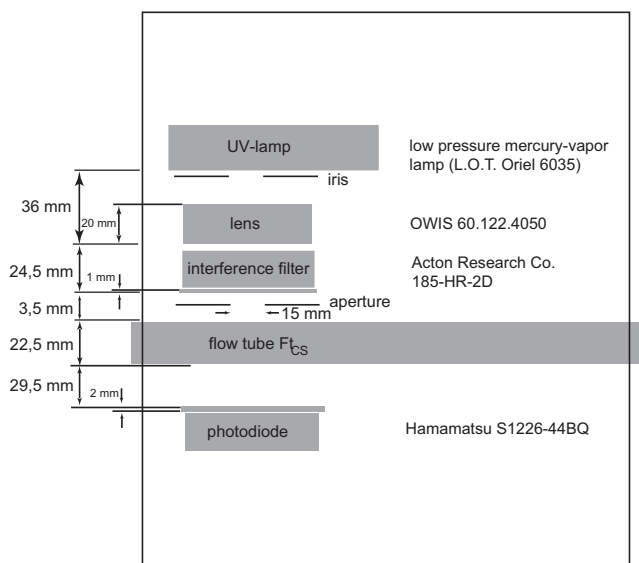 UV-lamp
low pressure mercury-vapor
lamp (L.O.T. Oriel 6035)
iris
36 mm
20 mm
lens
OWIS 60.122.4050
24,5 mm
1 mm
interference filter
Acton Research Co.
185-HR-2D
3,5 mm
aperture
15 mm
22,5 mm
flow tube Ft CS
29,5 mm
2 mm
photodiode
Hamamatsu S1226-44BQ